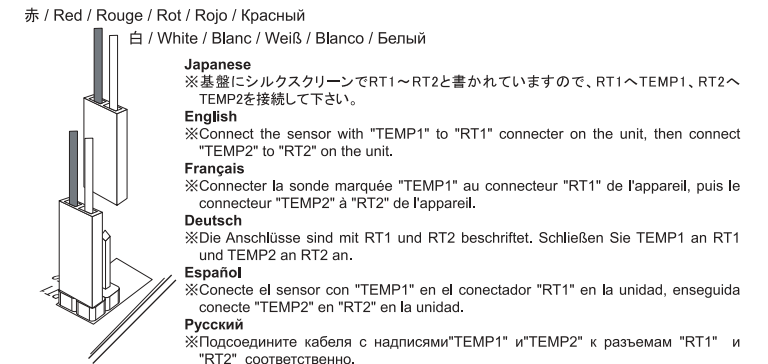 赤 / Red / Rouge / Rot / Rojo / Красный
白 / White / Blanc / Weiß / Blanco / Белый
Japanese
※基盤にシルクスクリーンでRT1～RT2と書かれていますので、RT1へTEMP1、RT2へ
TEMP2を接続して下さい。
English
※Connect the sensor with "TEMP1" to "RT1" connecter on the unit, then connect
"TEMP2" to "RT2" on the unit.
Français
※Connecter la sonde marquée "TEMP1" au connecteur "RT1" de l'appareil, puis le
connecteur "TEMP2" à "RT2" de l'appareil.
Deutsch
※Die Anschlüsse sind mit RT1 und RT2 beschriftet. Schließen Sie TEMP1 an RT1
und TEMP2 an RT2 an.
Español
※Conecte el sensor con "TEMP1" en el conectador "RT1" en la unidad, enseguida
conecte "TEMP2" en "RT2" en la unidad.
Русский
※Подсоедините кабеля с надписями"TEMP1" и"TEMP2" к разъемам "RT1" и
"RT2" соответственно.